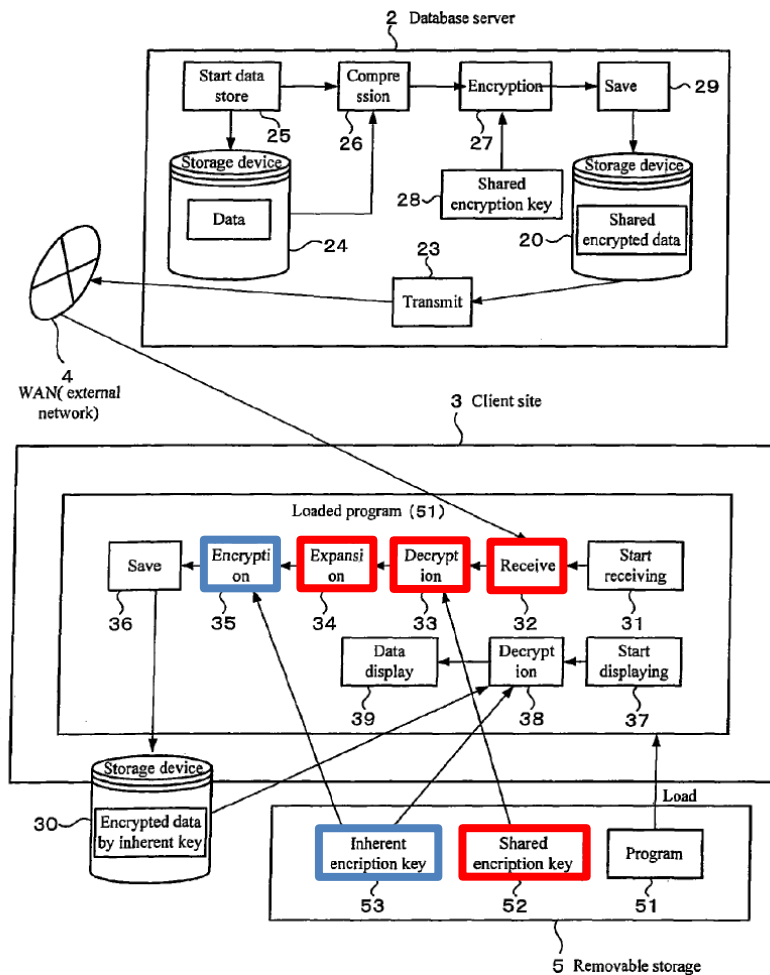 2 Database server
Start data
store
25
Compre
ssion
26
Encryption
27
Save
29
Storage device
Data
24
28
Shared
encryption key
Storage device
20
Shared
encrypted data
23
Transmit
4
WAN( external
network)
3 Client site
Loaded program (51)
Save
36
Encrypti
on
35
Expansi
on
34
Decrypt
ion
33
Receive
32
Start
receiving
31
Data
display
39
Decrypt
ion
38
Start
displaying
37
Storage device
30
Encrypted data
by inherent key
Load
Inherent
encription key
53
Shared
encription key
52
Program
51
5 Removable storage